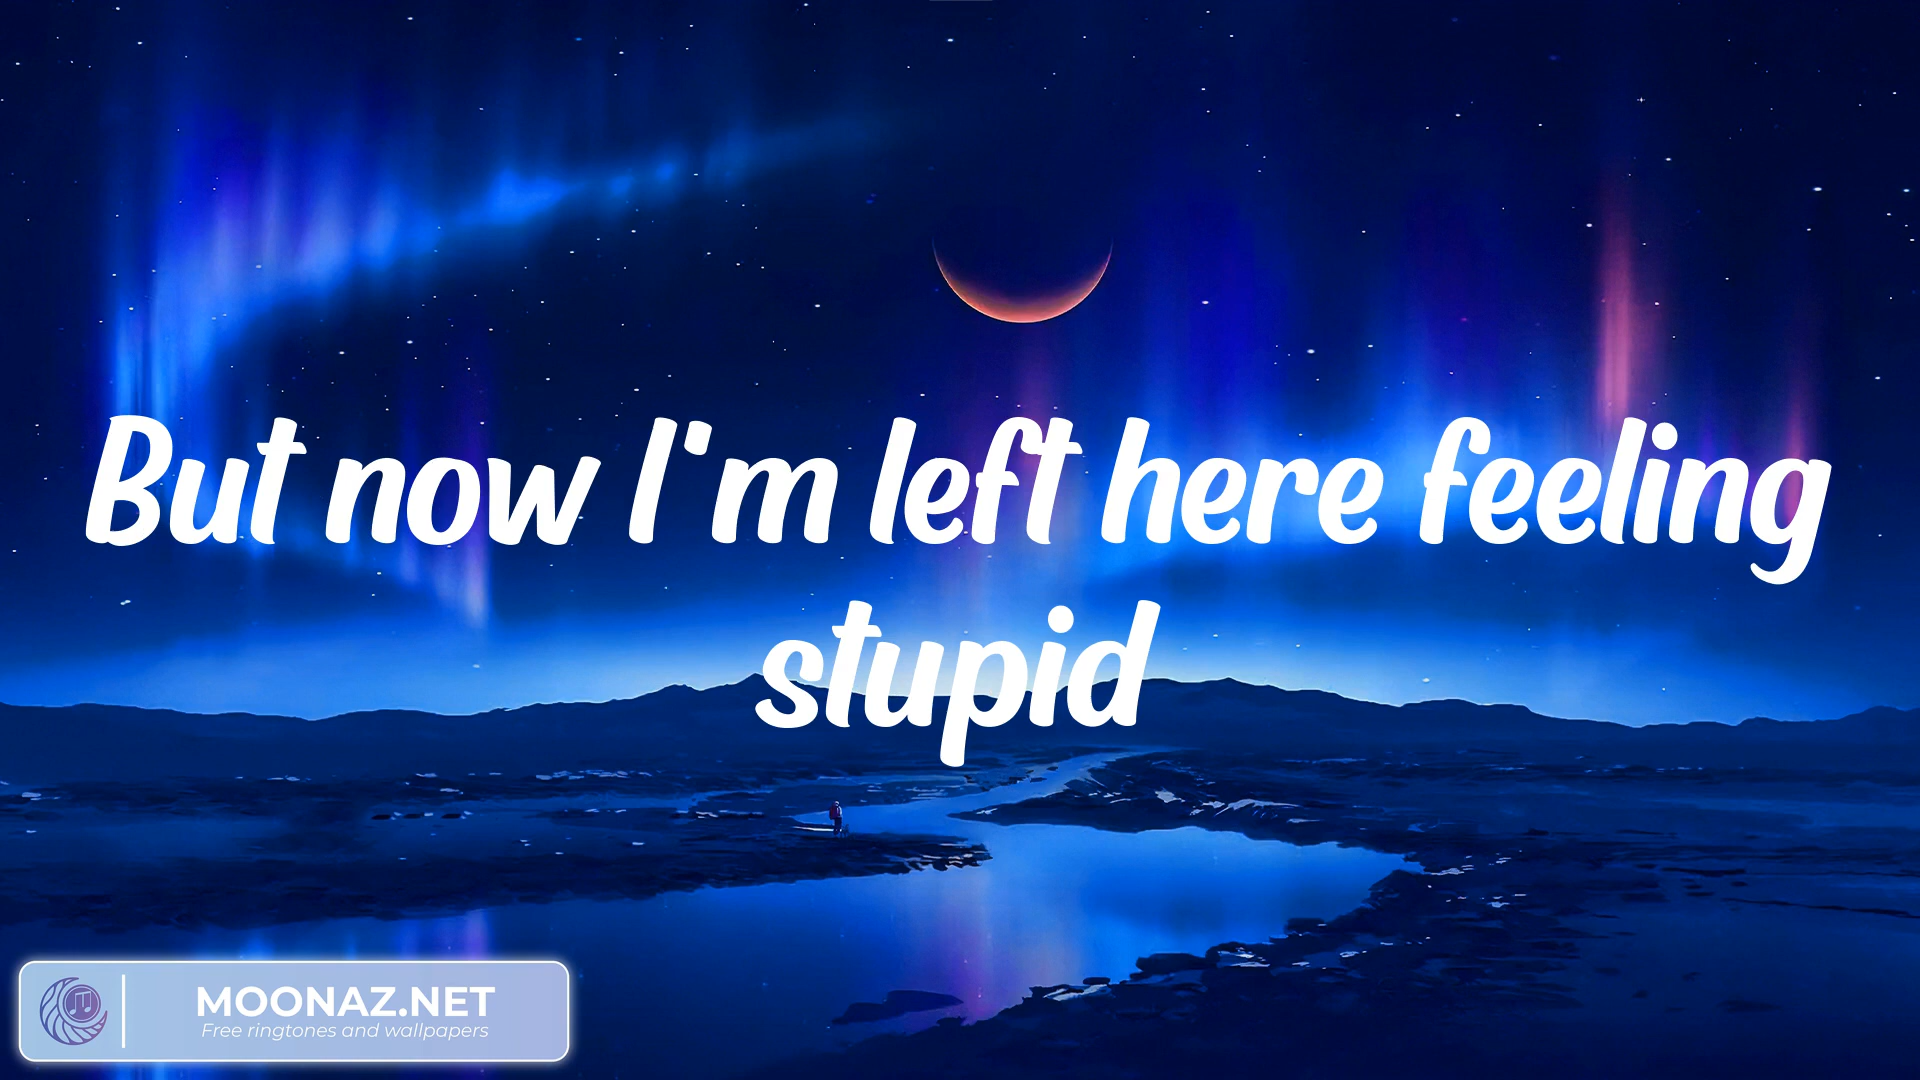 But now I'm left here feeling
stupid
MOONAZ.NET
Free ringtones and wallpapers